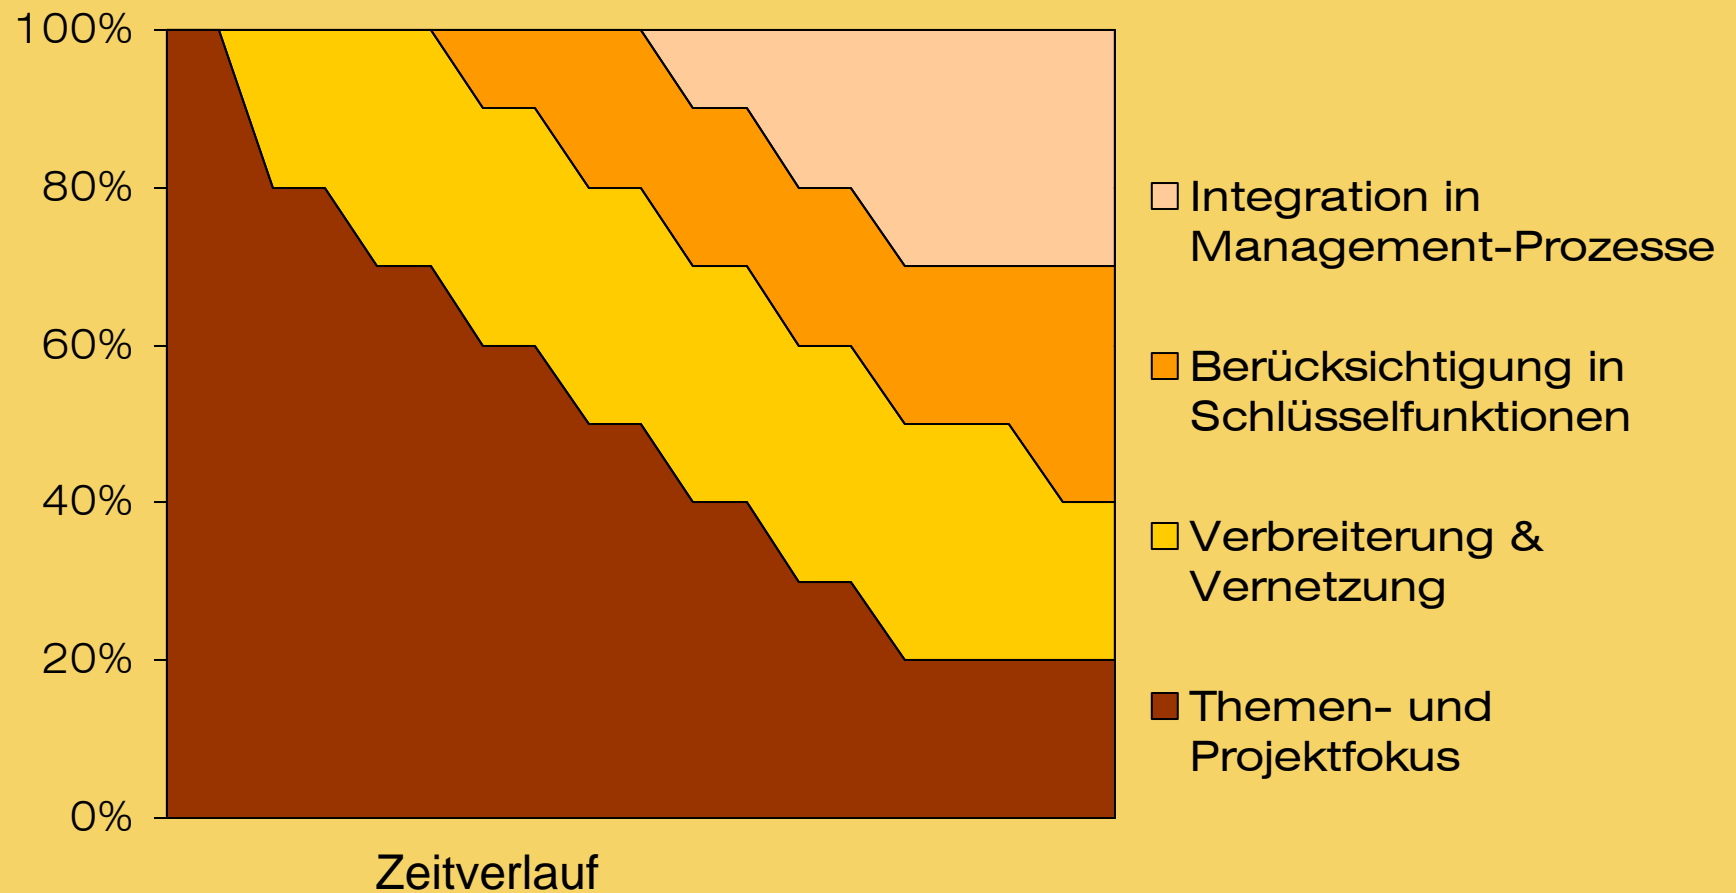 100%
80%
60%
40%
20%
0%
Zeitverlauf
Integration in
Management-Prozesse
Berücksichtigung in
Schlüsselfunktionen
Verbreiterung &
Vernetzung
Themen- und
Projektfokus